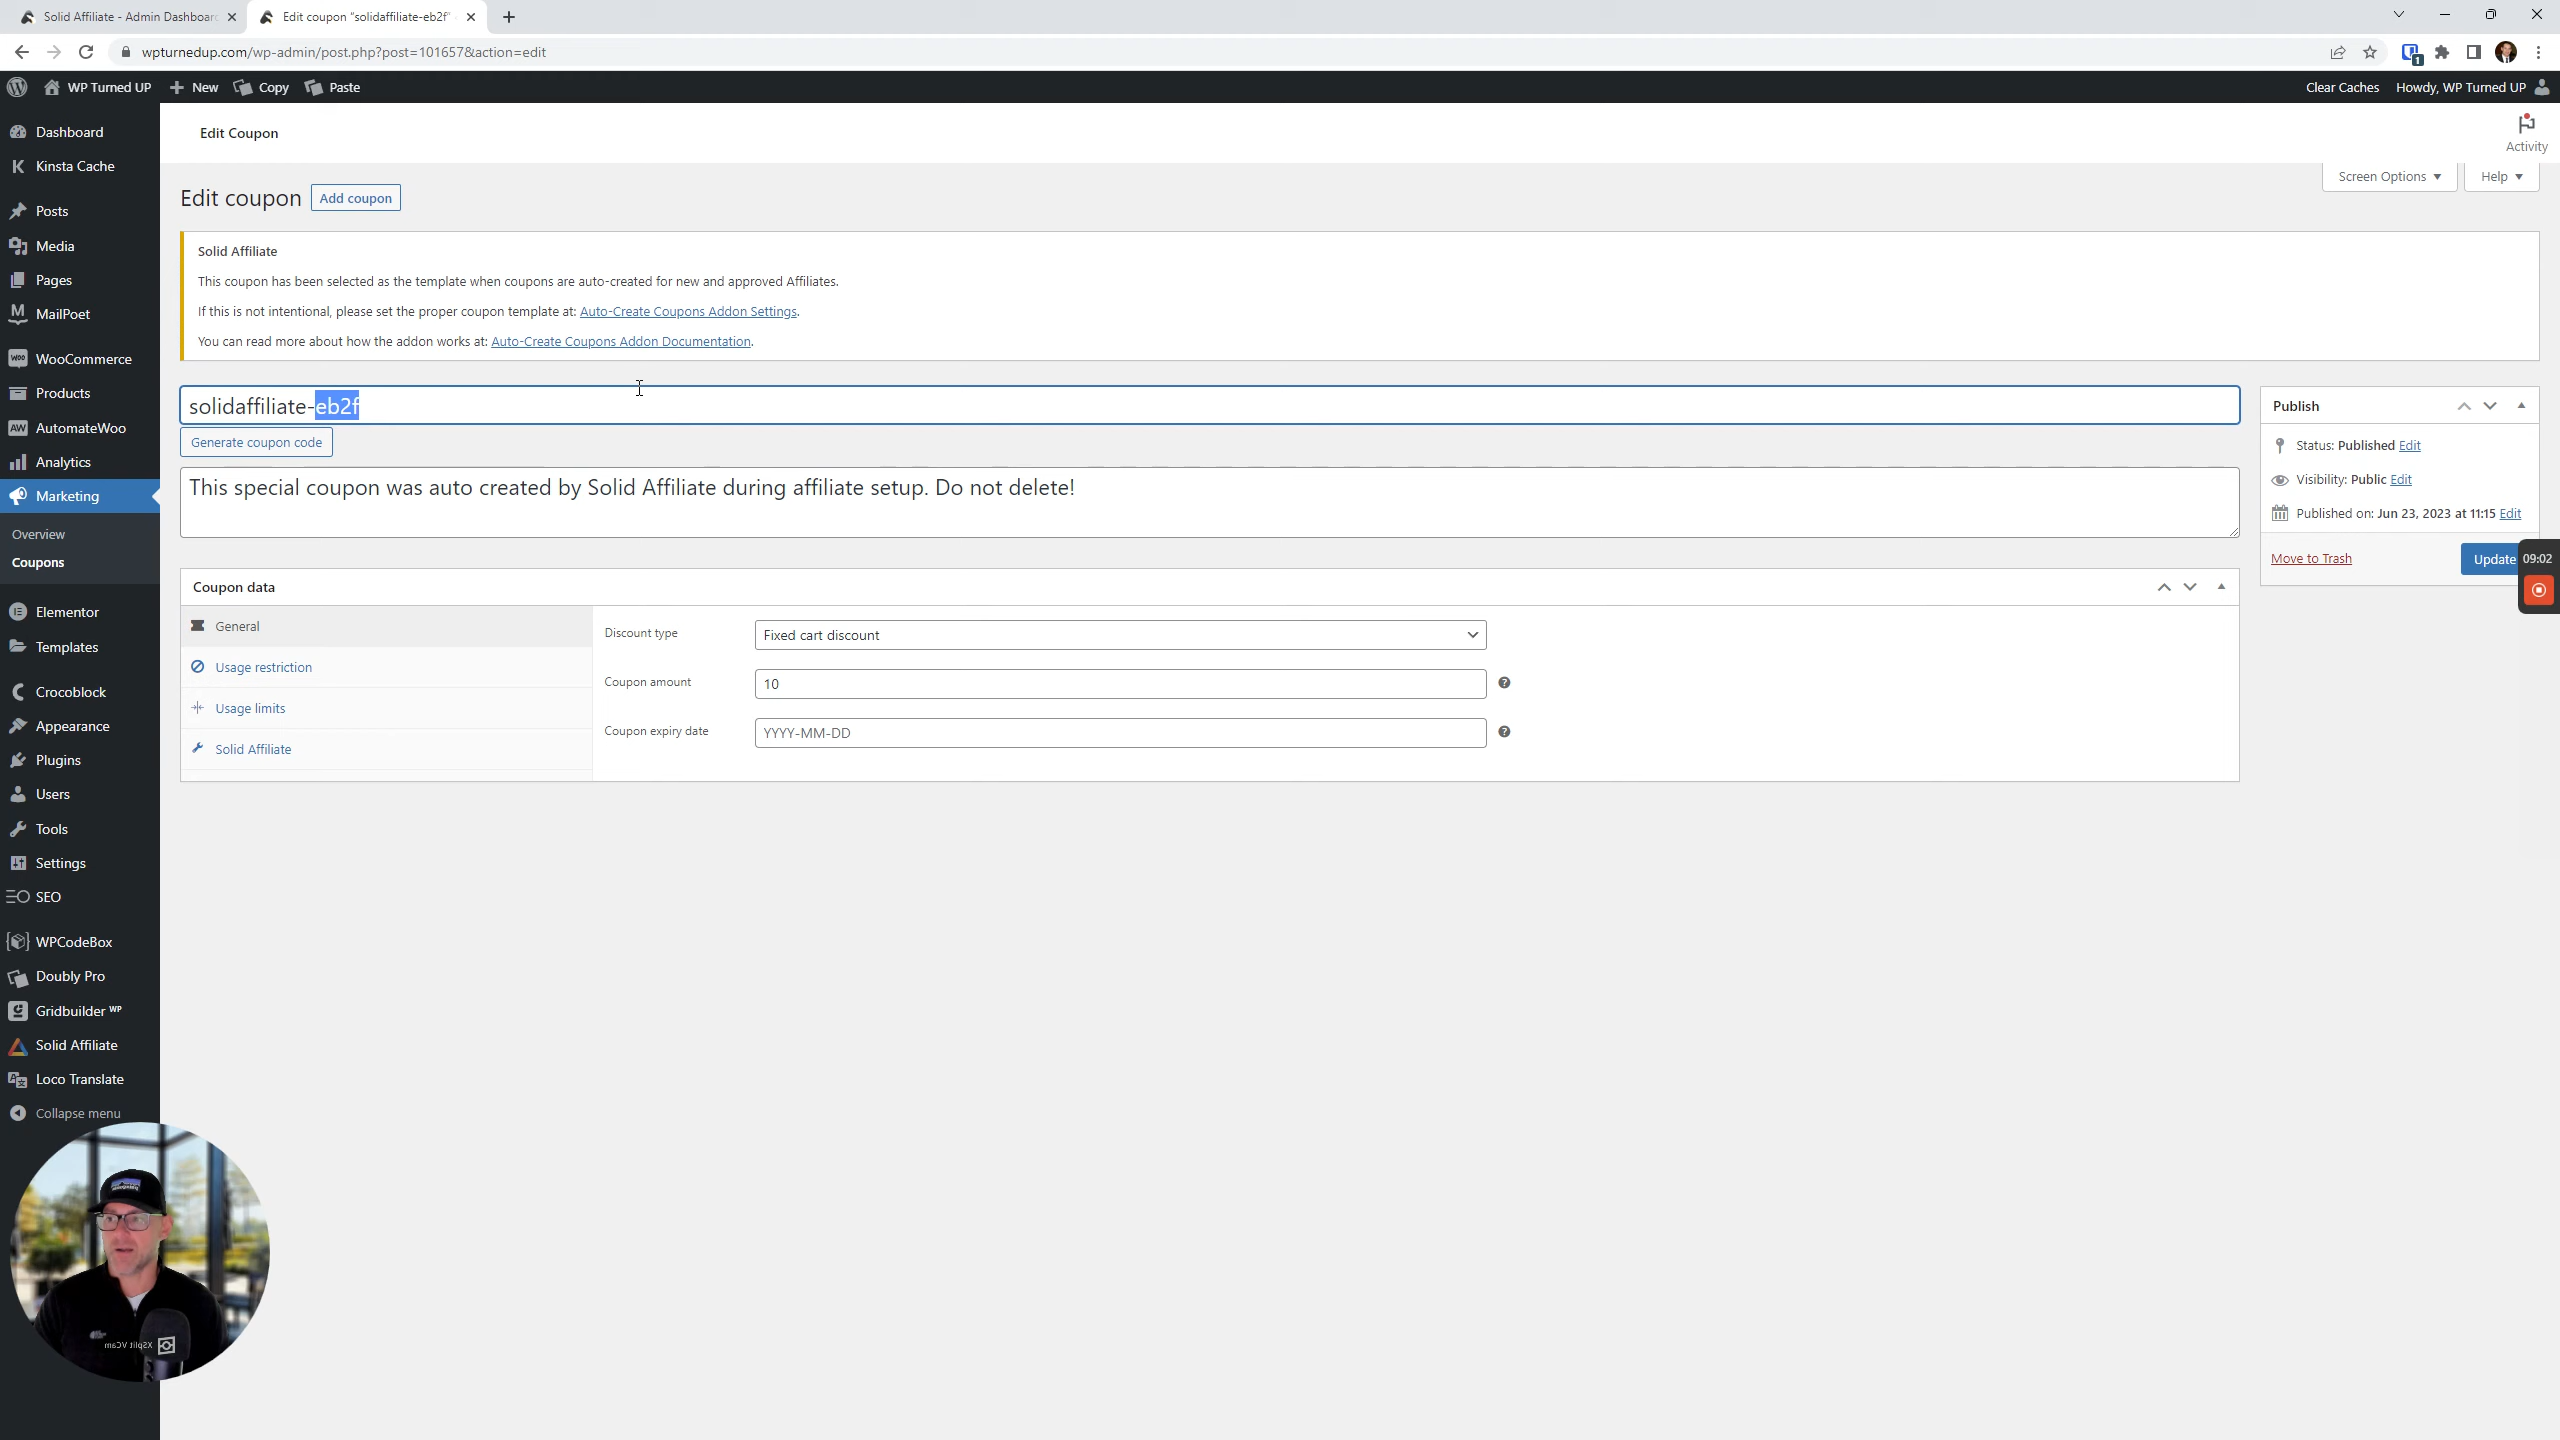 Solid Affiliate - Admin Dashboar
Edit coupon "solidaffiliate-eb2f"
wpturnedup.com/wp-admin/post.php?post=101657&action=edit
1
WP Turned UP
New
Copy
Paste
Clear Caches
Howdy, WP Turned UP
Dashboard
Kinsta Cache
Posts
Media
Pages
MailPoet
WooCommerce
Products
AutomateWoo
Analytics
Marketing
Overview
Coupons
Elementor
Templates
Crocoblock
Appearance
Plugins
Users
Tools
Settings
SEO
WPCodeBox
Doubly Pro
Gridbuilder WP
Solid Affiliate
Loco Translate
Collapse menu
Edit Coupon
Activity
Screen Options
Help
Edit coupon
Add coupon
Solid Affiliate
This coupon has been selected as the template when coupons are auto-created for new and approved Affiliates.
If this is not intentional, please set the proper coupon template at: Auto-Create Coupons Addon Settings.
You can read more about how the addon works at: Auto-Create Coupons Addon Documentation.
solidaffiliate-eb2f
Generate coupon code
This special coupon was auto created by Solid Affiliate during affiliate setup. Do not delete!
Coupon data
General
Usage restriction
Usage limits
Solid Affiliate
Discount type
Fixed cart discount
Coupon amount
10
Coupon expiry date
YYYY-MM-DD
Publish
Status: Published Edit
Visibility: Public Edit
Published on: Jun 23, 2023 at 11:15 Edit
Move to Trash
Update
09:02
XSplit VCam